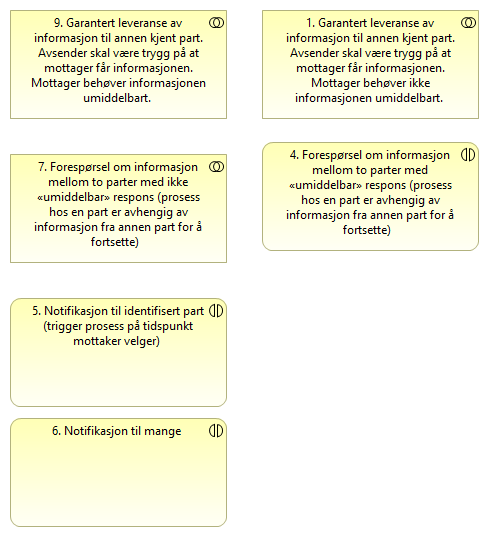 9. Garantert leveranse av
informasjon til annen kjent part.
Avsender skal være trygg på at
mottager får informasjonen.
Mottager behøver informasjonen
umiddelbart.
1. Garantert leveranse av
informasjon til annen kjent part.
Avsender skal være trygg på at
mottager får informasjonen.
Mottager behøver ikke
informasjonen umiddelbart.
7. Forespørsel om informasjon
mellom to parter med ikke
«umiddelbar» respons (prosess
hos en part er avhengig av
informasjon fra annen part for å
fortsette)
4. Forespørsel om informasjon
mellom to parter med
«umiddelbar» respons (prosess
hos en part er avhengig av
informasjon fra annen part for å
fortsette)
5. Notifikasjon til identifisert part
(trigger prosess på tidspunkt
mottaker velger)
6. Notifikasjon til mange